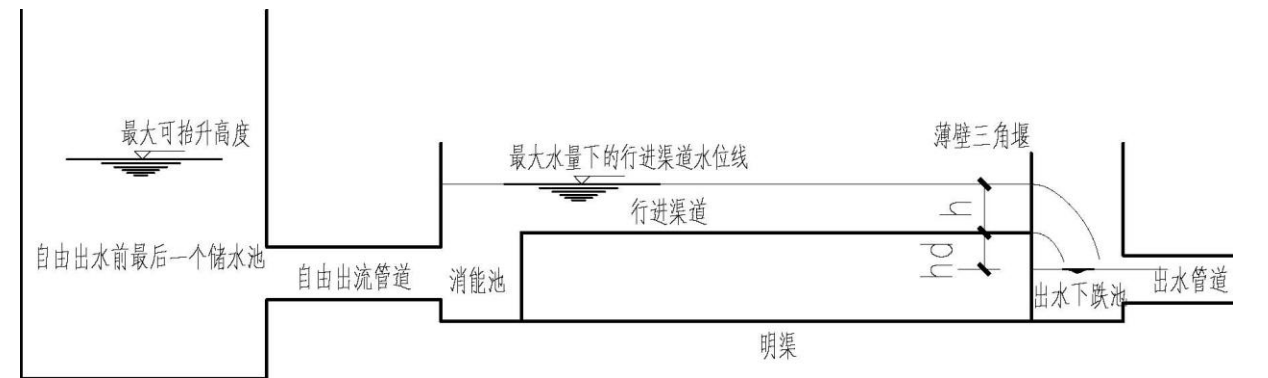 最大可抬升高度
最大水量下的行进渠道水位线
薄壁三角堰
行进渠道
h
hd
自由出水前最后一个储水池
自由出流管道
消能池
出水下跌池
出水管道
明渠